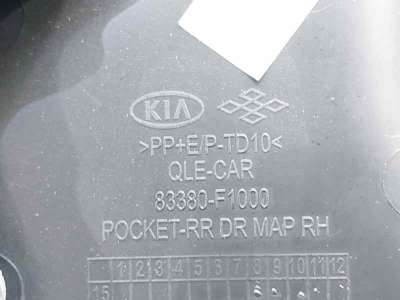 KIA
>PP+E/P-TD10<
QLE-CAR
83380-F1000
POCKET-RR DR MAP RH
1 2 3 4 5 6 7 8 9 10 11 12
15